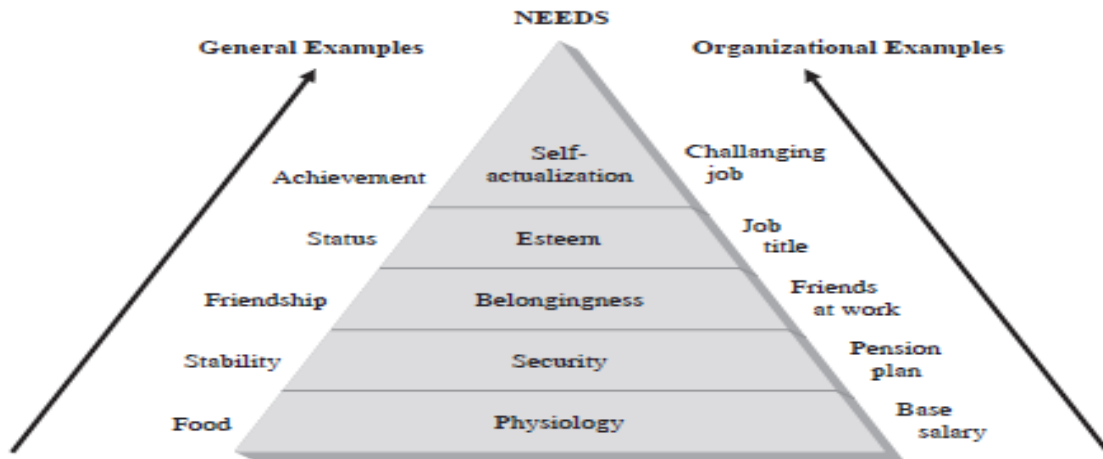 NEEDS
General Examples
Organizational Examples
Self-
actualization
Challanging
job
Achievement
Status
Esteem
Job
title
Friendship
Belongingness
Friends
at work
Stability
Security
Pension
plan
Food
Physiology
Base
salary